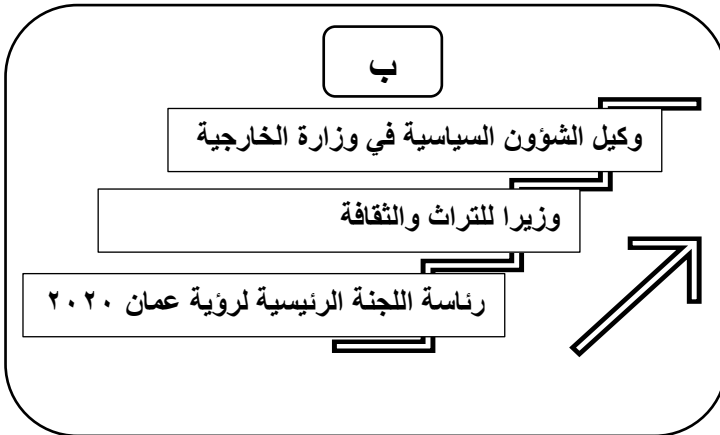 ب
وكيل الشؤون السياسية في وزارة الخارجية
وزيرا للتراث والثقافة
رئاسة اللجنة الرئيسية لرؤية عمان ٢٠٢٠